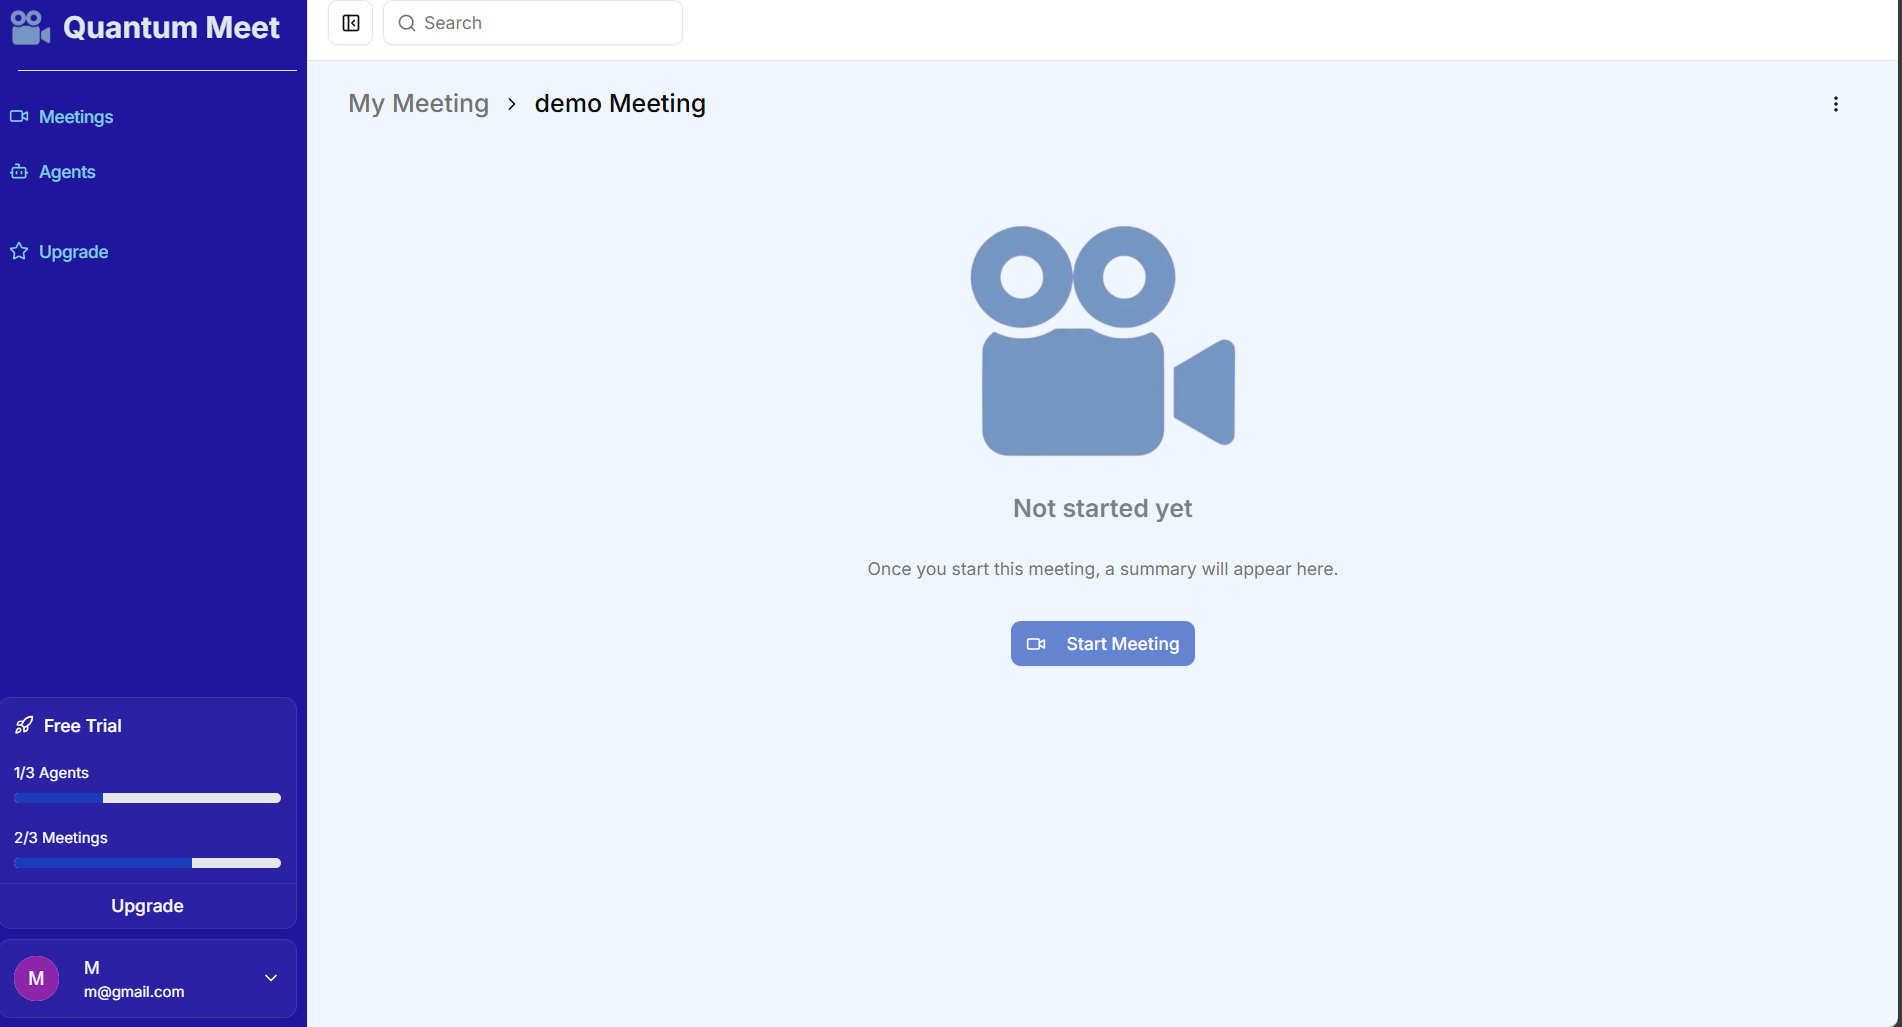 Quantum Meet
Search
Meetings
Agents
Upgrade
My Meeting > demo Meeting
Not started yet
Once you start this meeting, a summary will appear here.
Start Meeting
Free Trial
1/3 Agents
2/3 Meetings
Upgrade
M
M
m@gmail.com